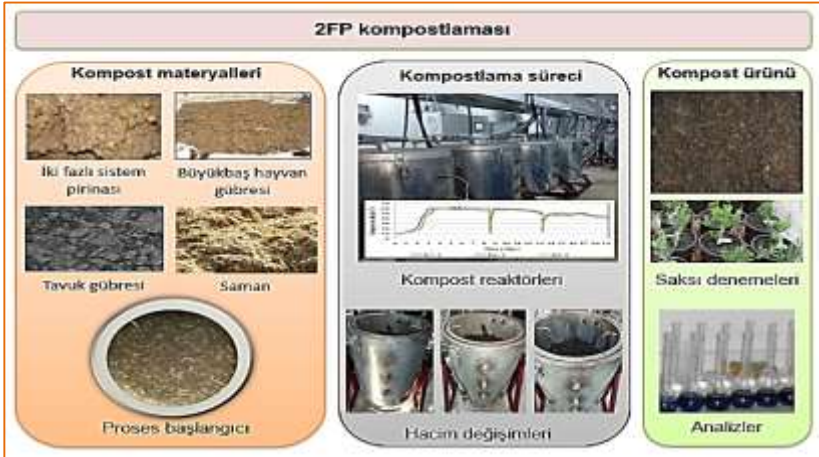 2FP kompostlaması
Kompost materyalleri
İki fazlı sistem
pirinası
Büyükbaş hayvan
gübresi
Tavuk gübresi
Saman
Proses başlangıcı
Kompostlama süreci
Kompost reaktörleri
Hacim değişimleri
Kompost ürünü
Saksı denemeleri
Analizler